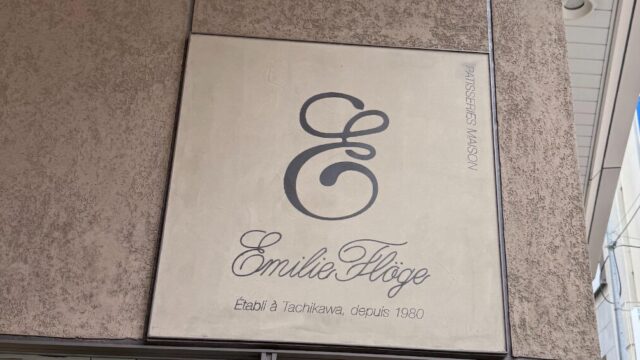 PATISSERIES MAISON
E
Emilie Flöge
Établi à Tachikawa, depuis 1980